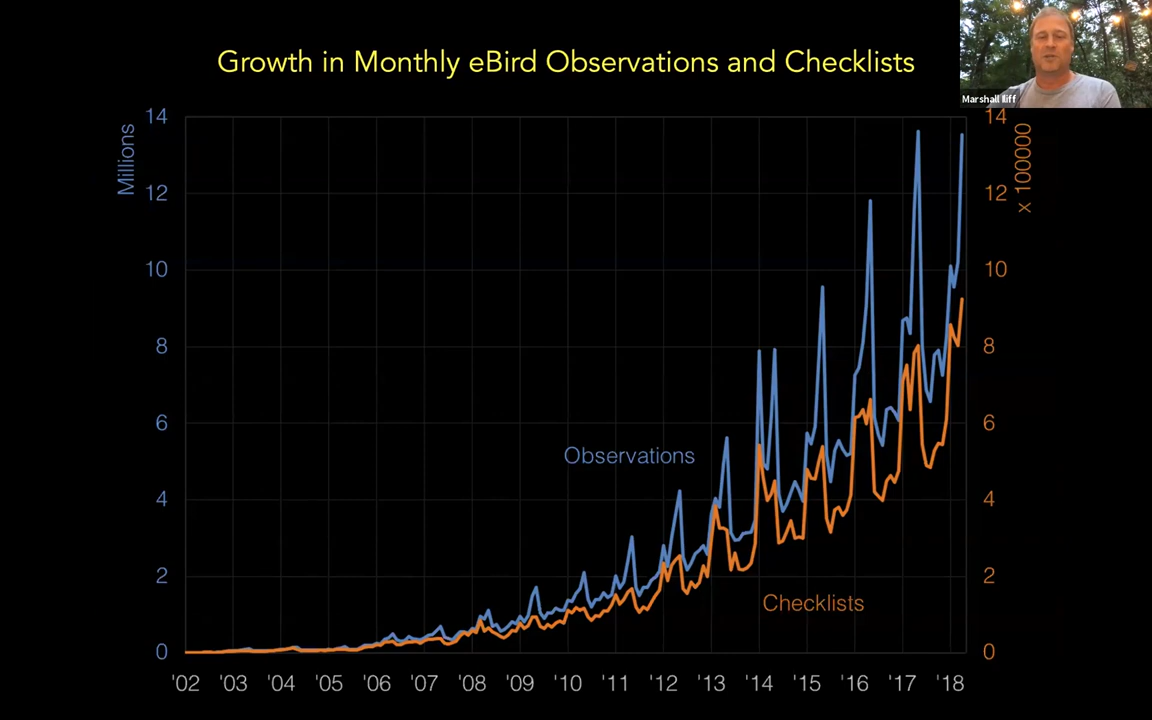 Growth in Monthly eBird Observations and Checklists
Marshall Iliff
Millions
x 100000
14
12
10
8
6
4
2
0
14
12
10
8
6
4
2
0
Observations
Checklists
'02 '03 '04 '05 '06 '07 '08 '09 '10 '11 '12 '13 '14 '15 '16 '17 '18